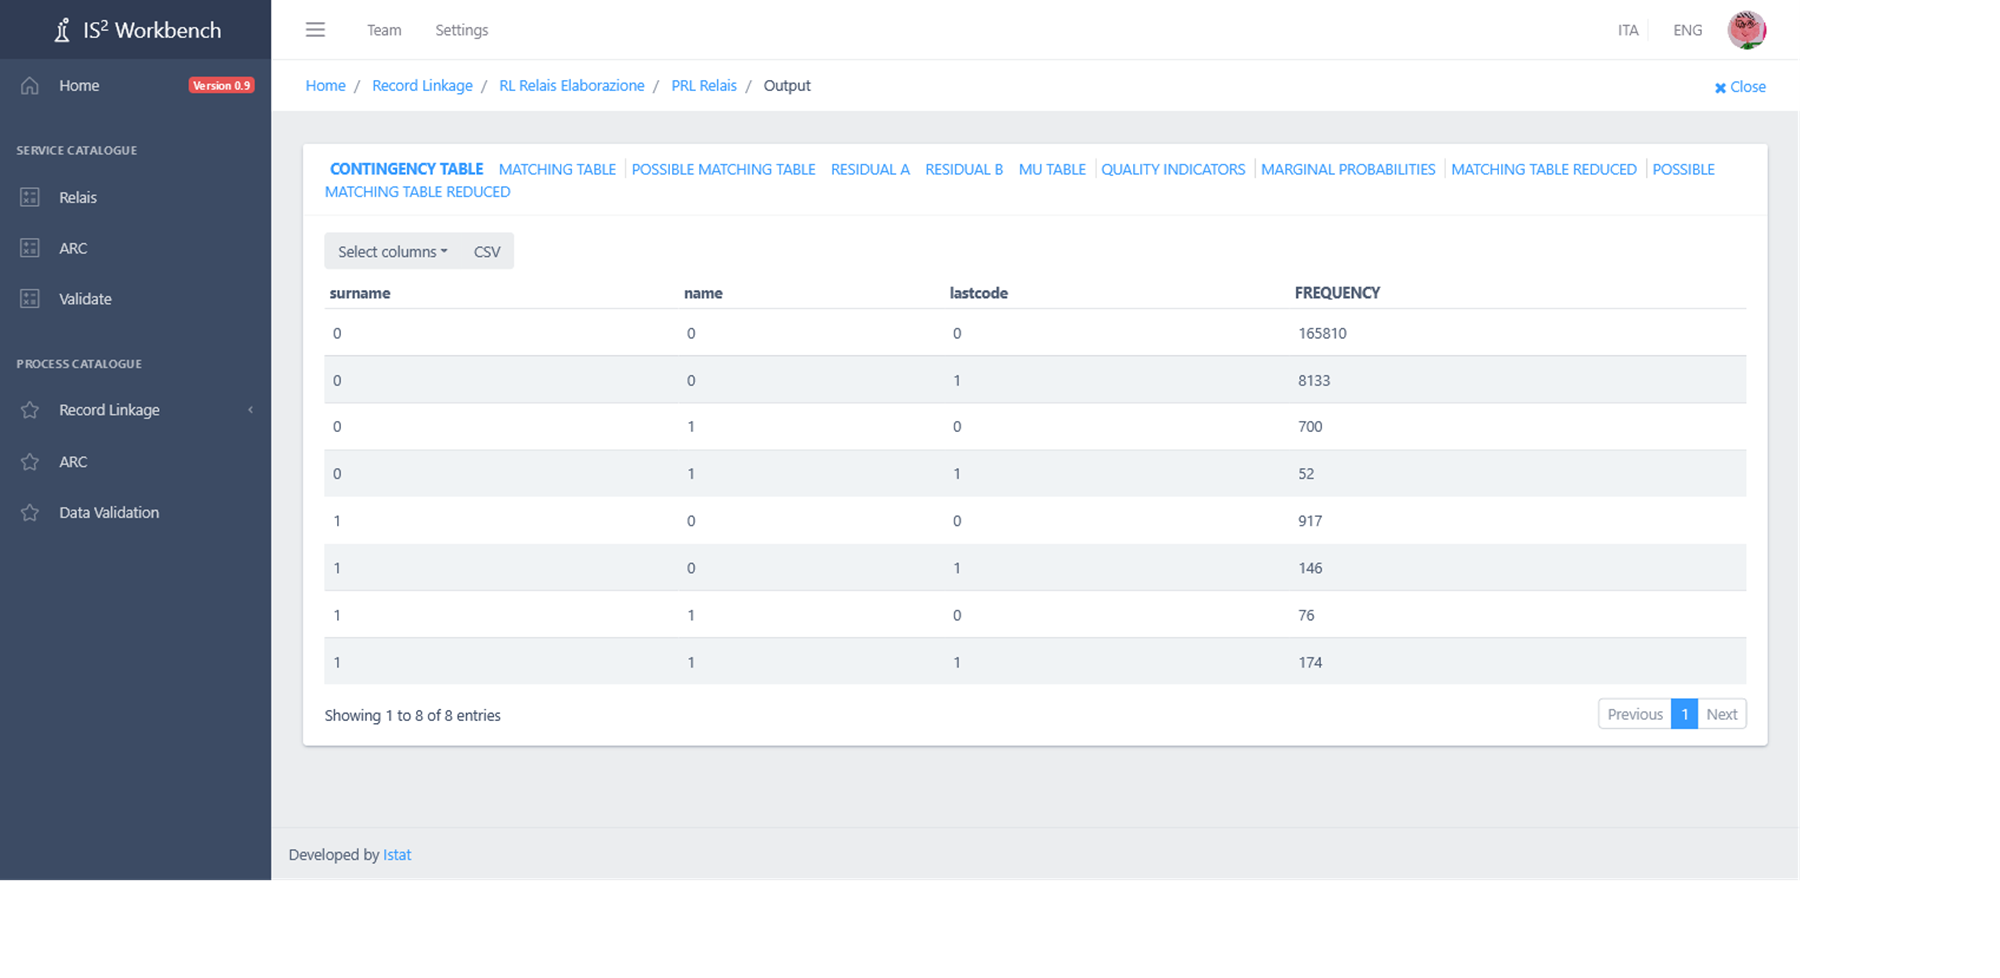 IS² Workbench
Team
Settings
ITA
ENG
Home
Version 0.9
Home / Record Linkage / RL Relais Elaborazione / PRL Relais / Output
Close
SERVICE CATALOGUE
Relais
ARC
Validate
PROCESS CATALOGUE
Record Linkage
ARC
Data Validation
CONTINGENCY TABLE MATCHING TABLE POSSIBLE MATCHING TABLE RESIDUAL A RESIDUAL B MU TABLE QUALITY INDICATORS MARGINAL PROBABILITIES MATCHING TABLE REDUCED POSSIBLE
MATCHING TABLE REDUCED
Select columns CSV
surname name lastcode FREQUENCY
0 0 0 165810
0 0 1 8133
0 1 0 700
0 1 1 52
1 0 0 917
1 0 1 146
1 1 0 76
1 1 1 174
Showing 1 to 8 of 8 entries
Previous 1 Next
Developed by Istat